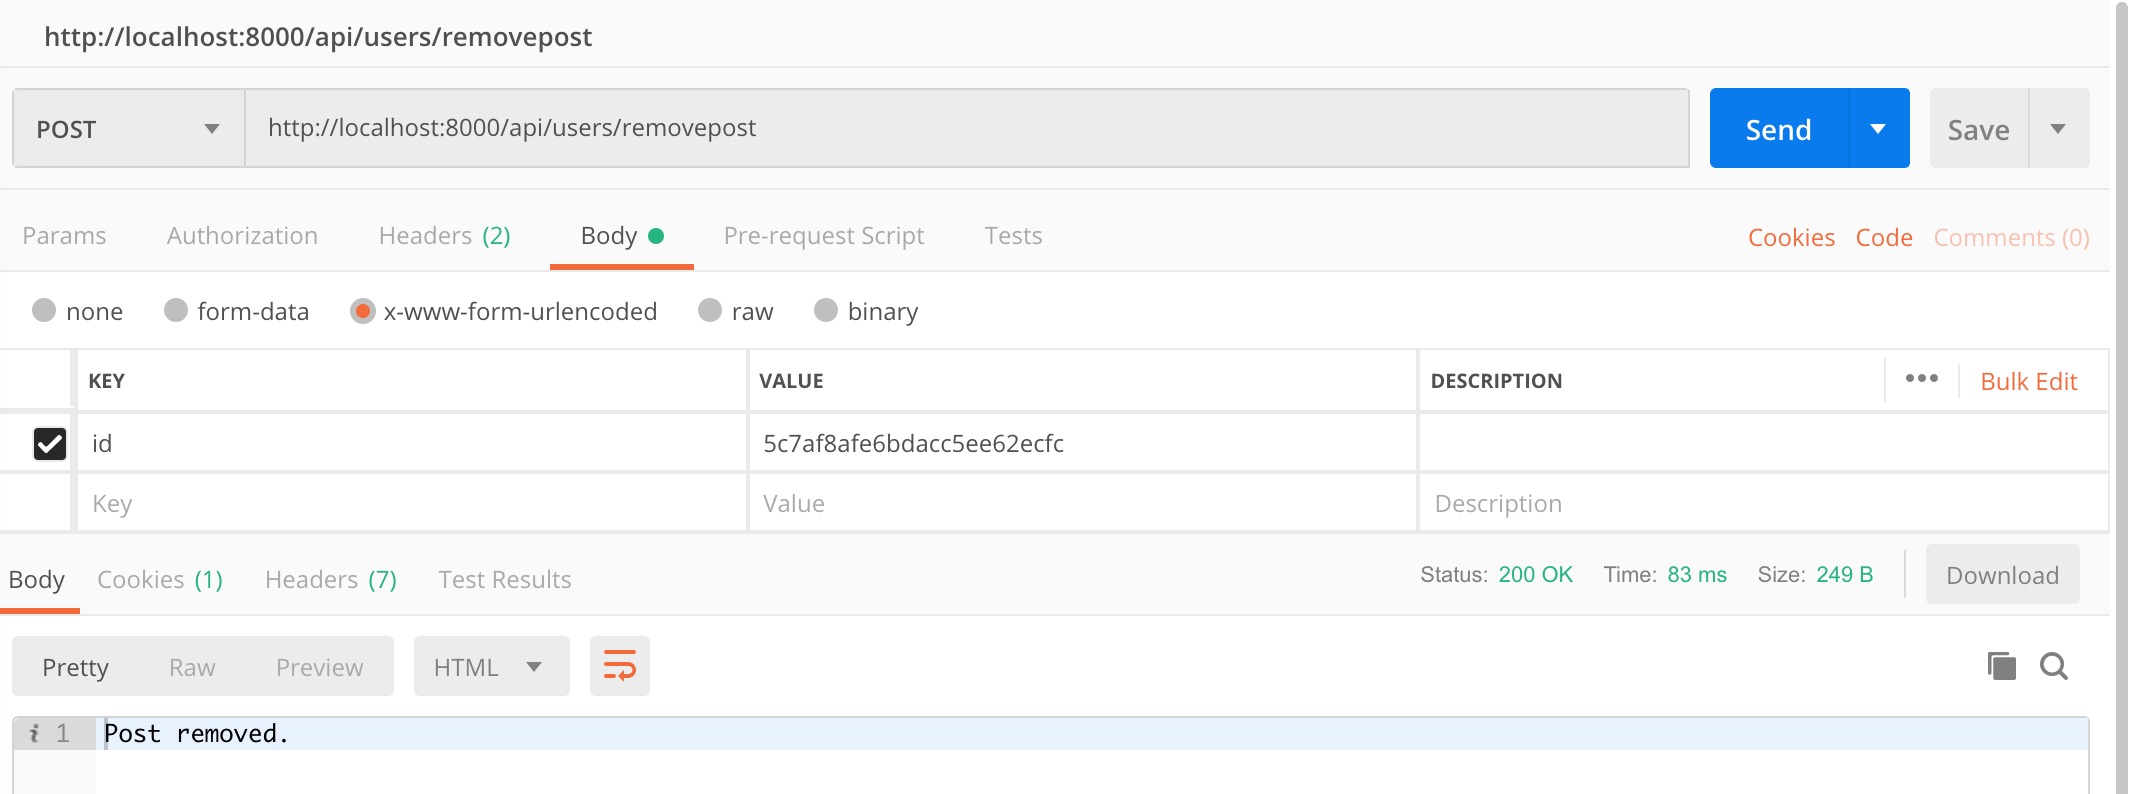 http://localhost:8000/api/users/removepost
POST http://localhost:8000/api/users/removepost Send Save
Params Authorization Headers (2) Body Pre-request Script Tests Cookies Code Comments (0)
none form-data x-www-form-urlencoded raw binary
KEY VALUE DESCRIPTION ••• Bulk Edit
id 5c7af8afe6bdacc5ee62ecfc
Key Value Description
Body Cookies (1) Headers (7) Test Results Status: 200 OK Time: 83 ms Size: 249 B Download
Pretty Raw Preview HTML
i 1 Post removed.